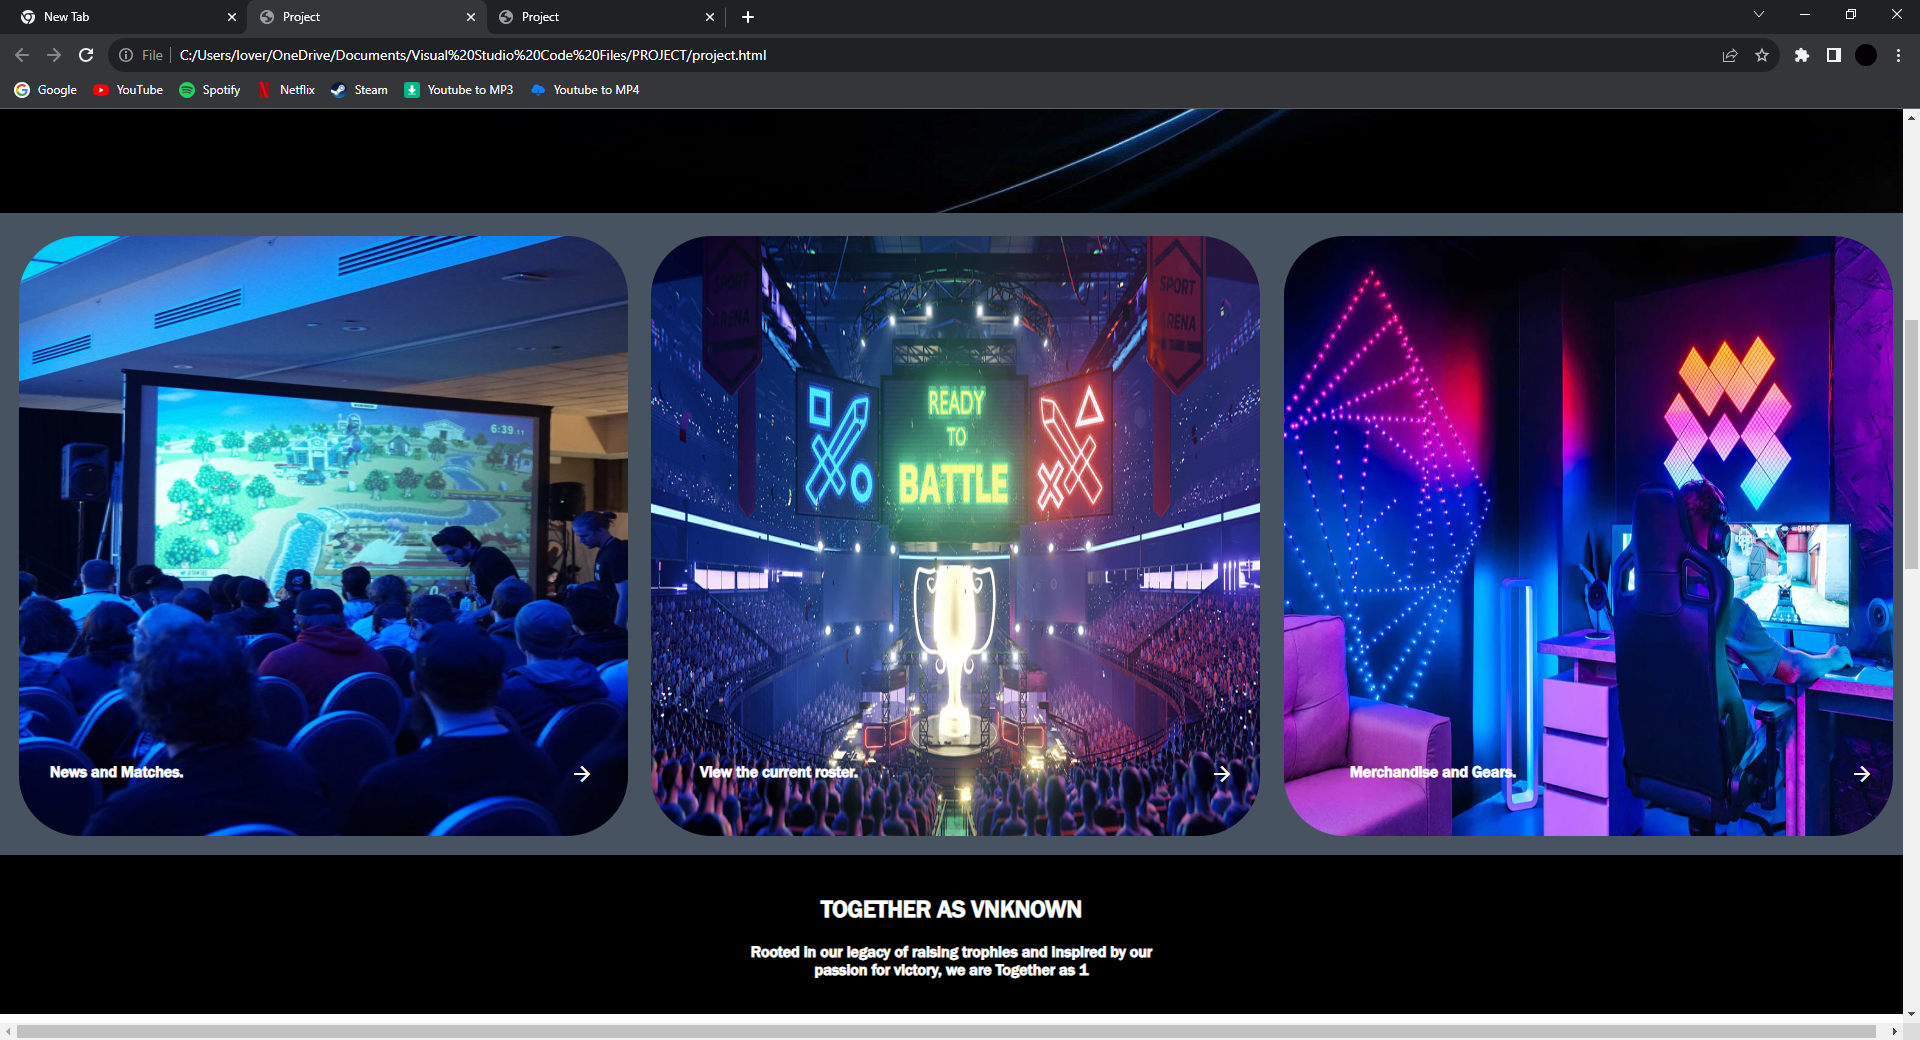 New Tab
Project
Project
File
C:/Users/lover/OneDrive/Documents/Visual%20Studio%20Code%20Files/PROJECT/project.html
Google
YouTube
Spotify
Netflix
Steam
Youtube to MP3
Youtube to MP4
6:39
SPORT
ARENA
SPORT
ARENA
READY
TO
BATTLE
News and Matches.
View the current roster.
Merchandise and Gears.
TOGETHER AS VNKNOWN
Rooted in our legacy of raising trophies and inspired by our
passion for victory, we are Together as 1